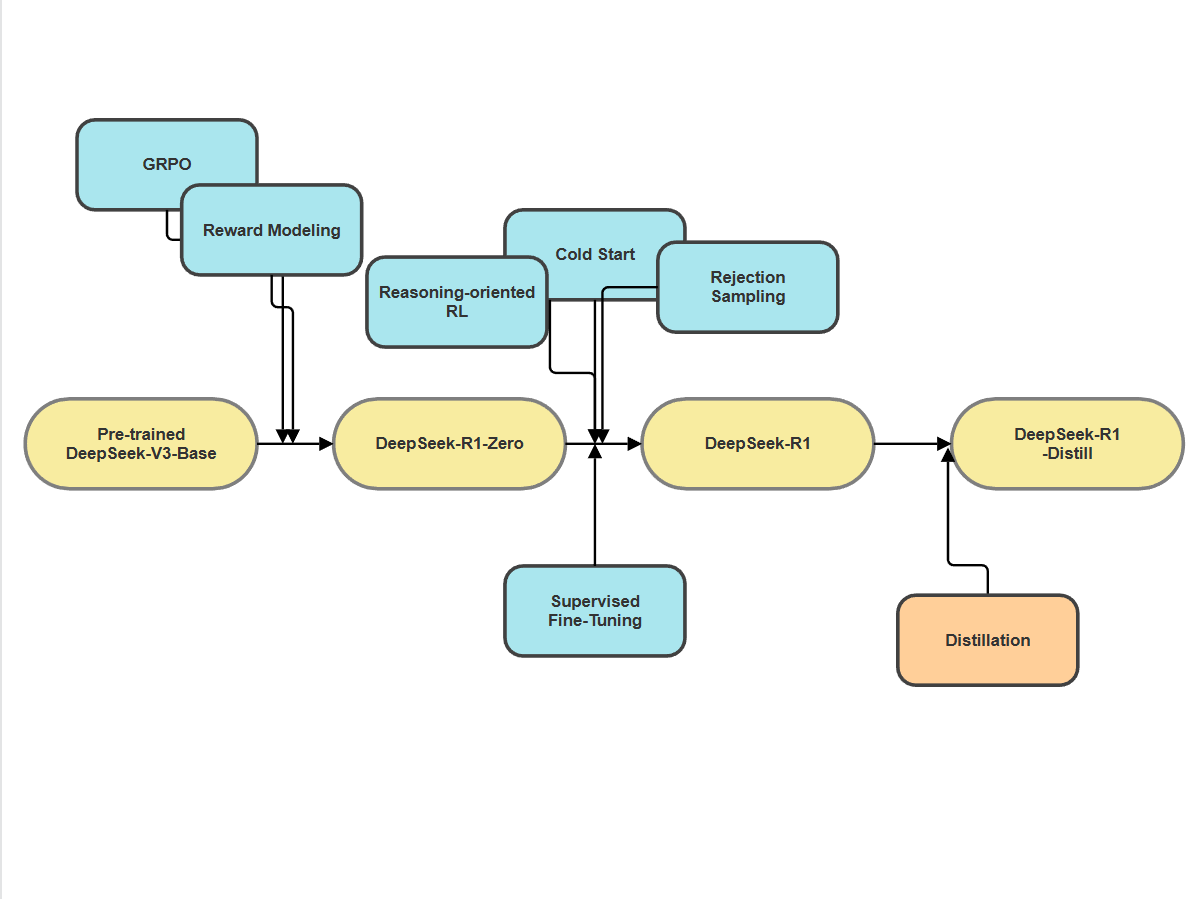 GRPO
Reward Modeling
Cold Start
Reasoning-oriented
RL
Rejection
Sampling
Pre-trained
DeepSeek-V3-Base
DeepSeek-R1-Zero
DeepSeek-R1
DeepSeek-R1
-Distill
Supervised
Fine-Tuning
Distillation